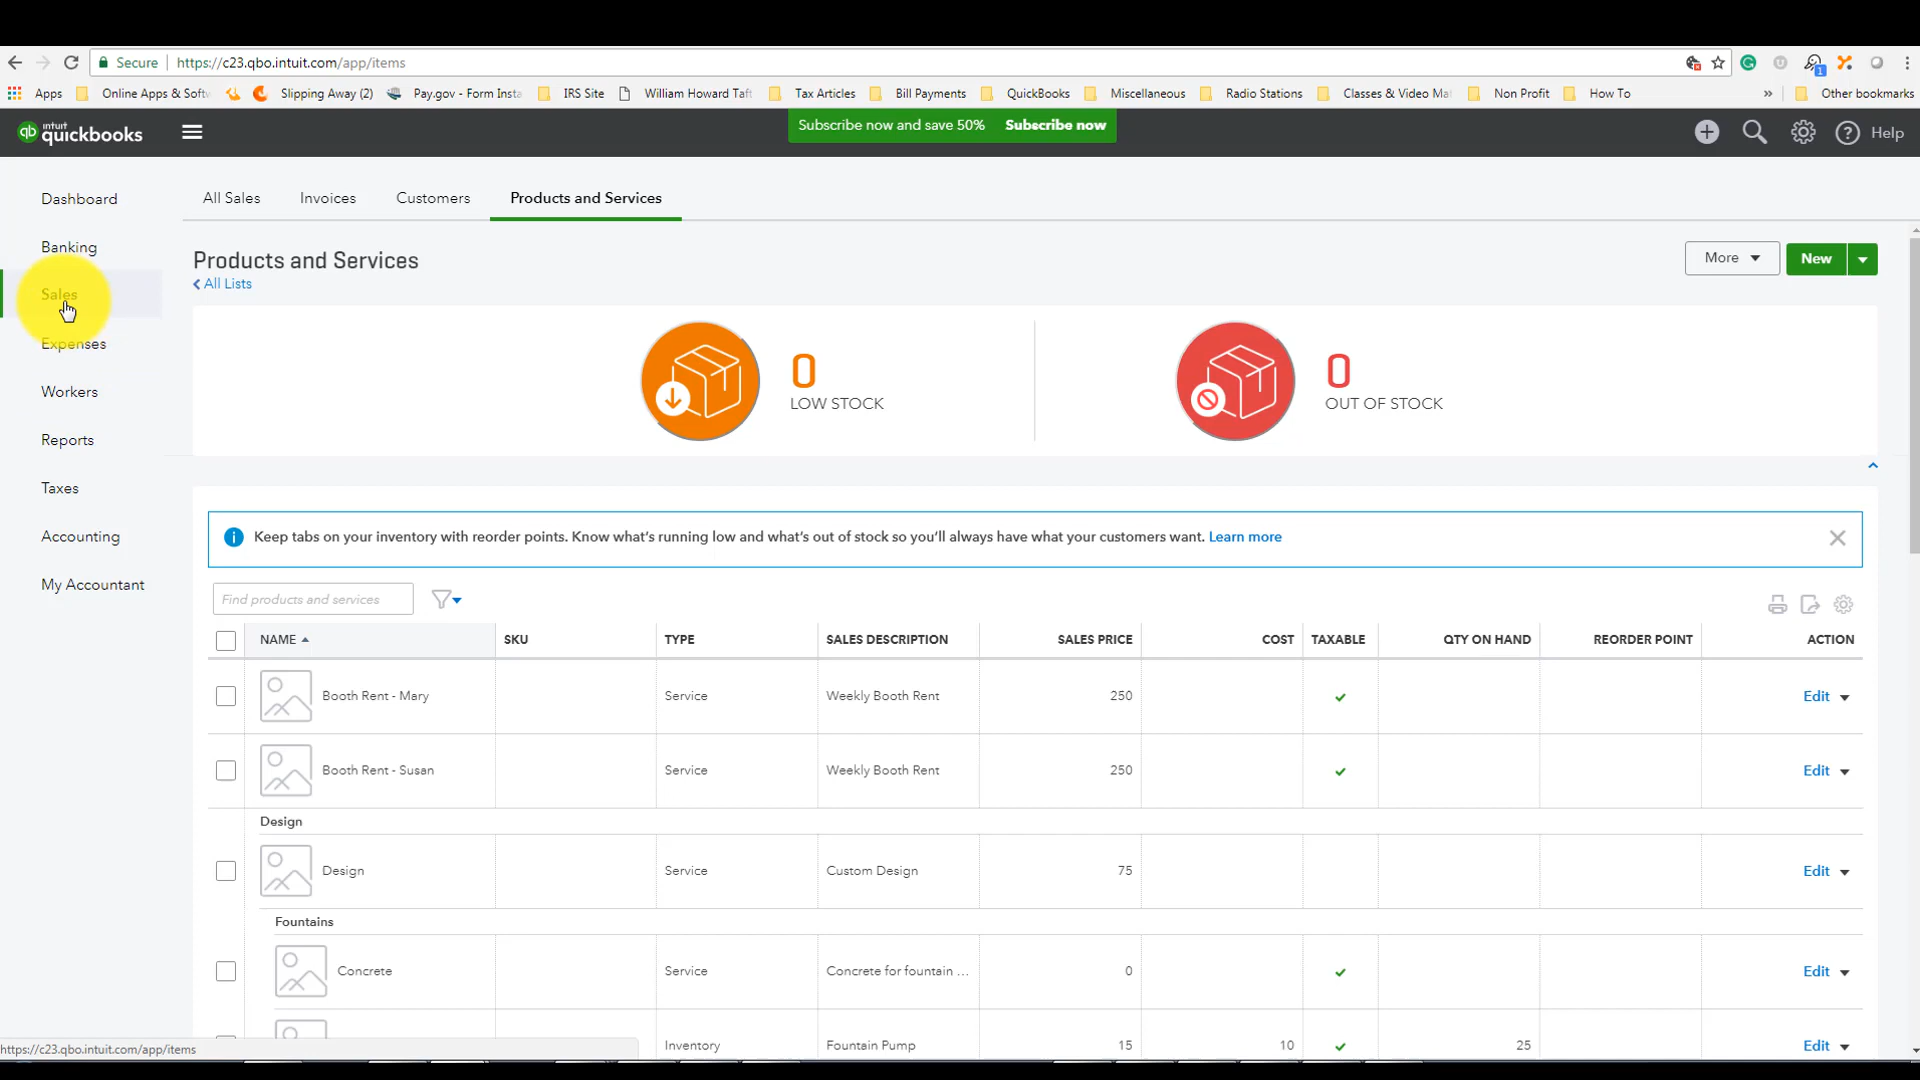 Secure https://c23.qbo.intuit.com/app/items
Apps Online Apps & Softw Slipping Away (2) Pay.gov - Form Insta IRS Site William Howard Taft Tax Articles Bill Payments QuickBooks Miscellaneous Radio Stations Classes & Video Mat Non Profit How To » Other bookmarks
qb intuit quickbooks Subscribe now and save 50% Subscribe now Help
Dashboard
Banking
Sales
Expenses
Workers
Reports
Taxes
Accounting
My Accountant
All Sales Invoices Customers Products and Services
Products and Services
All Lists
More New
0
LOW STOCK
0
OUT OF STOCK
Keep tabs on your inventory with reorder points. Know what's running low and what's out of stock so you'll always have what your customers want. Learn more
Find products and services
NAME SKU TYPE SALES DESCRIPTION SALES PRICE COST TAXABLE QTY ON HAND REORDER POINT ACTION
Booth Rent - Mary Service Weekly Booth Rent 250 Edit
Booth Rent - Susan Service Weekly Booth Rent 250 Edit
Design
Design Service Custom Design 75 Edit
Fountains
Concrete Service Concrete for fountain ... 0 Edit
Inventory Fountain Pump 15 10 25 Edit
https://c23.qbo.intuit.com/app/items